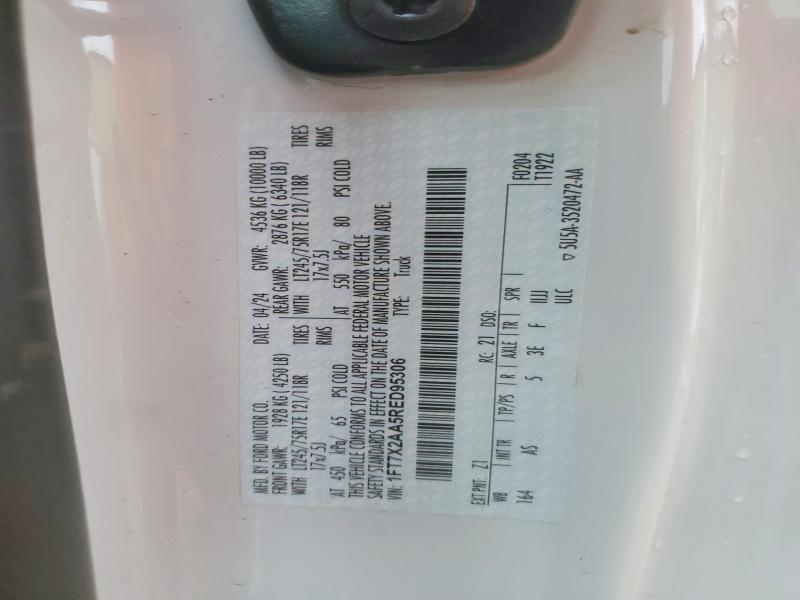 MFD. BY FORD MOTOR CO.
DATE: 04/24 GVWR: 4536 KG (10000 LB)
FRONT GAWR: 1928 KG ( 4250 LB) REAR GAWR: 2876 KG ( 6340 LB)
WITH LT245/75R17E 121/118R TIRES WITH LT245/75R17E 121/118R TIRES
17x7.5J RIMS 17x7.5J RIMS
AT 450 kPa/ 65 PSI COLD AT 550 kPa/ 80 PSI COLD
THIS VEHICLE CONFORMS TO ALL APPLICABLE FEDERAL MOTOR VEHICLE
SAFETY STANDARDS IN EFFECT ON THE DATE OF MANUFACTURE SHOWN ABOVE.
VIN: 1FT7X2AA5RED95306 TYPE: Truck
F0204
T1922
EXT PNT: Z1 RC: 21 DSO:
WB INT TR TP/PS R AXLE TR SPR
164 AS 5 3E F IIJJ
ULC
▽ 5U5A-3520472-AA